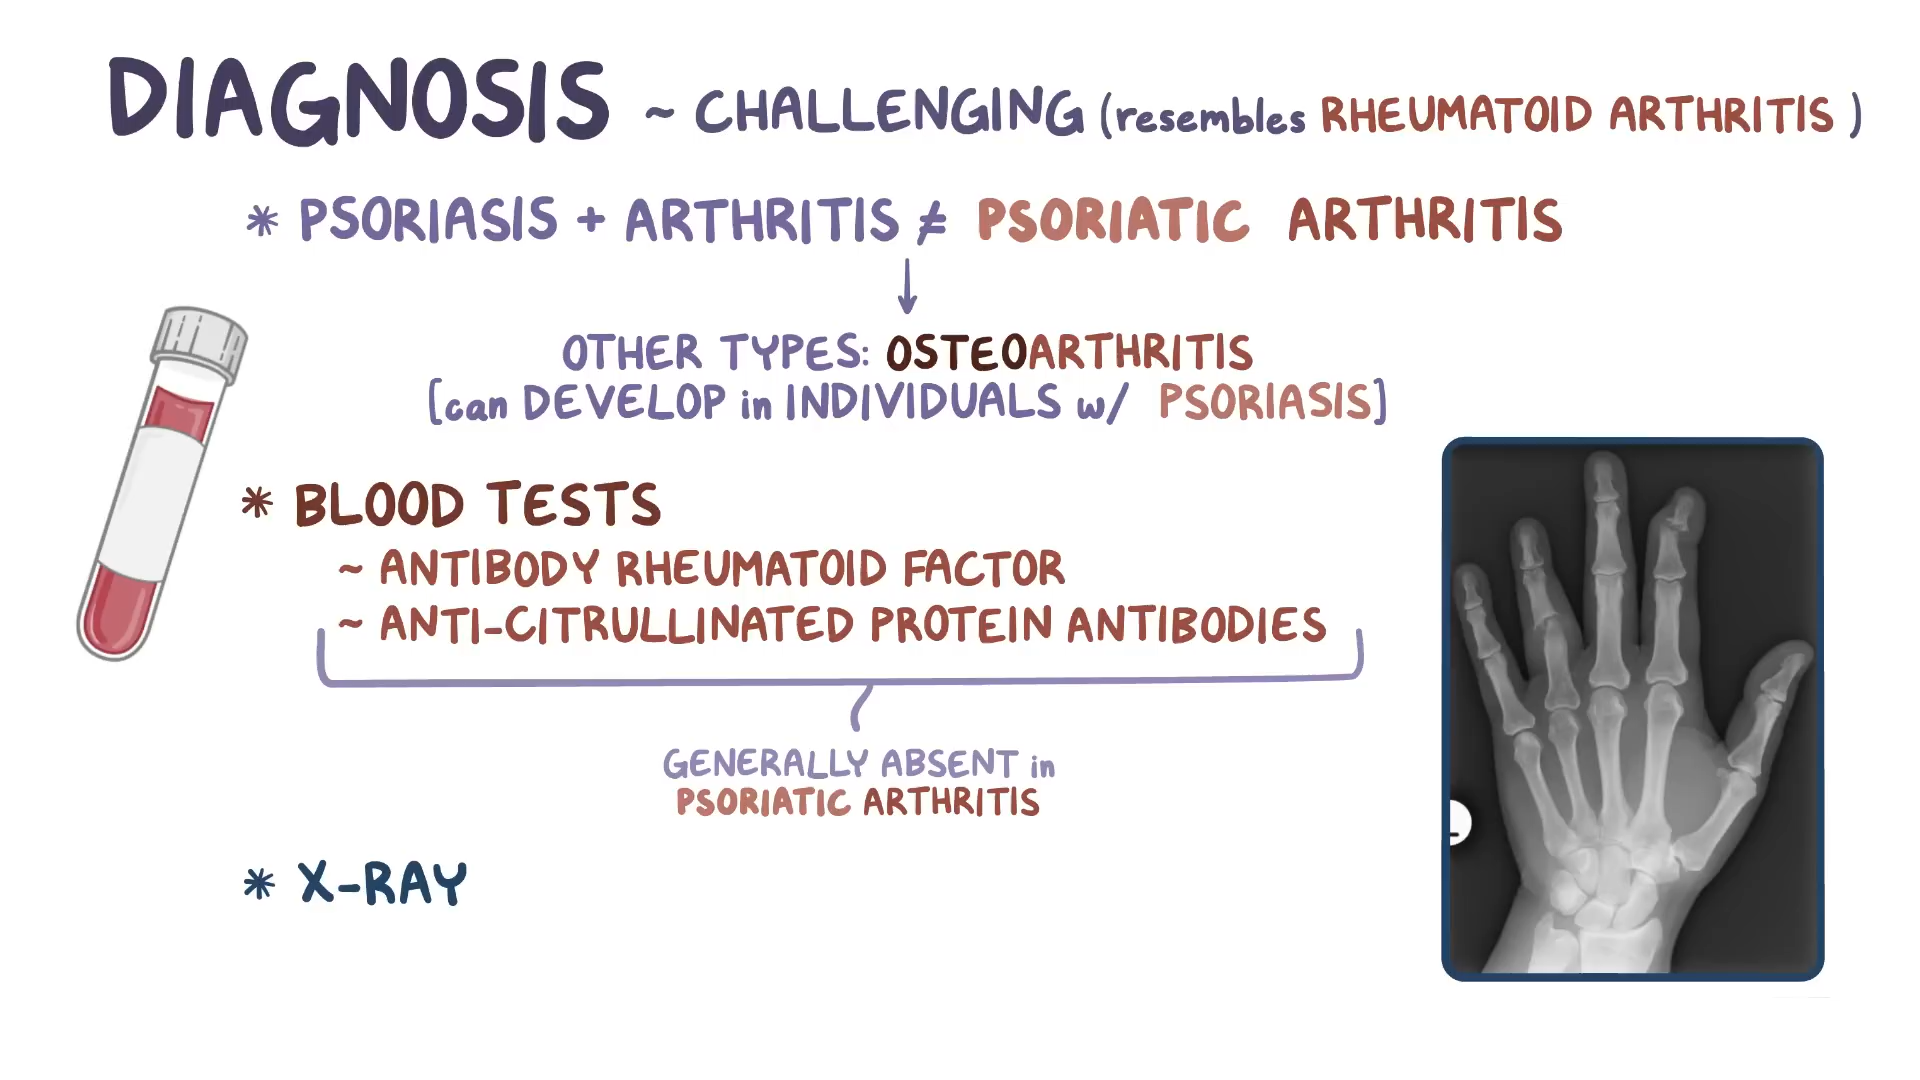 DIAGNOSIS ~ CHALLENGING (resembles RHEUMATOID ARTHRITIS )
* PSORIASIS + ARTHRITIS ≠ PSORIATIC ARTHRITIS
↓
OTHER TYPES: OSTEOARTHRITIS
[can DEVELOP in INDIVIDUALS w/ PSORIASIS]
* BLOOD TESTS
~ ANTIBODY RHEUMATOID FACTOR
~ ANTI-CITRULLINATED PROTEIN ANTIBODIES
GENERALLY ABSENT in
PSORIATIC ARTHRITIS
* X-RAY